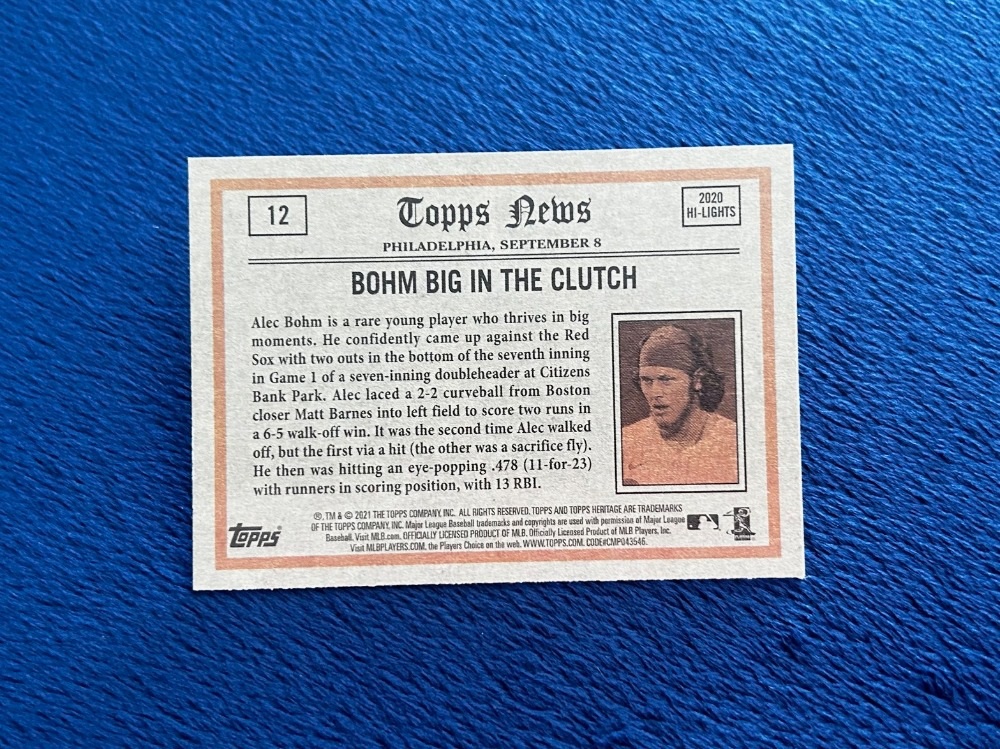 12
Topps News
2020
HI-LIGHTS
PHILADELPHIA, SEPTEMBER 8
BOHM BIG IN THE CLUTCH
Alec Bohm is a rare young player who thrives in big
moments. He confidently came up against the Red
Sox with two outs in the bottom of the seventh inning
in Game 1 of a seven-inning doubleheader at Citizens
Bank Park. Alec laced a 2-2 curveball from Boston
closer Matt Barnes into left field to score two runs in
a 6-5 walk-off win. It was the second time Alec walked
off, but the first via a hit (the other was a sacrifice fly).
He then was hitting an eye-popping .478 (11-for-23)
with runners in scoring position, with 13 RBI.
®, TM & © 2021 THE TOPPS COMPANY, INC. ALL RIGHTS RESERVED. TOPPS AND TOPPS HERITAGE ARE TRADEMARKS
OF THE TOPPS COMPANY, INC. Major League Baseball trademarks and copyrights are used with permission of Major League
Baseball. Visit MLB.com. OFFICIALLY LICENSED PRODUCT OF MLB. Officially Licensed Product of MLB Players, Inc.
Visit MLBPLAYERS.COM, the Players Choice on the web. WWW.TOPPS.COM. CODE#CMP043546.
Topps®